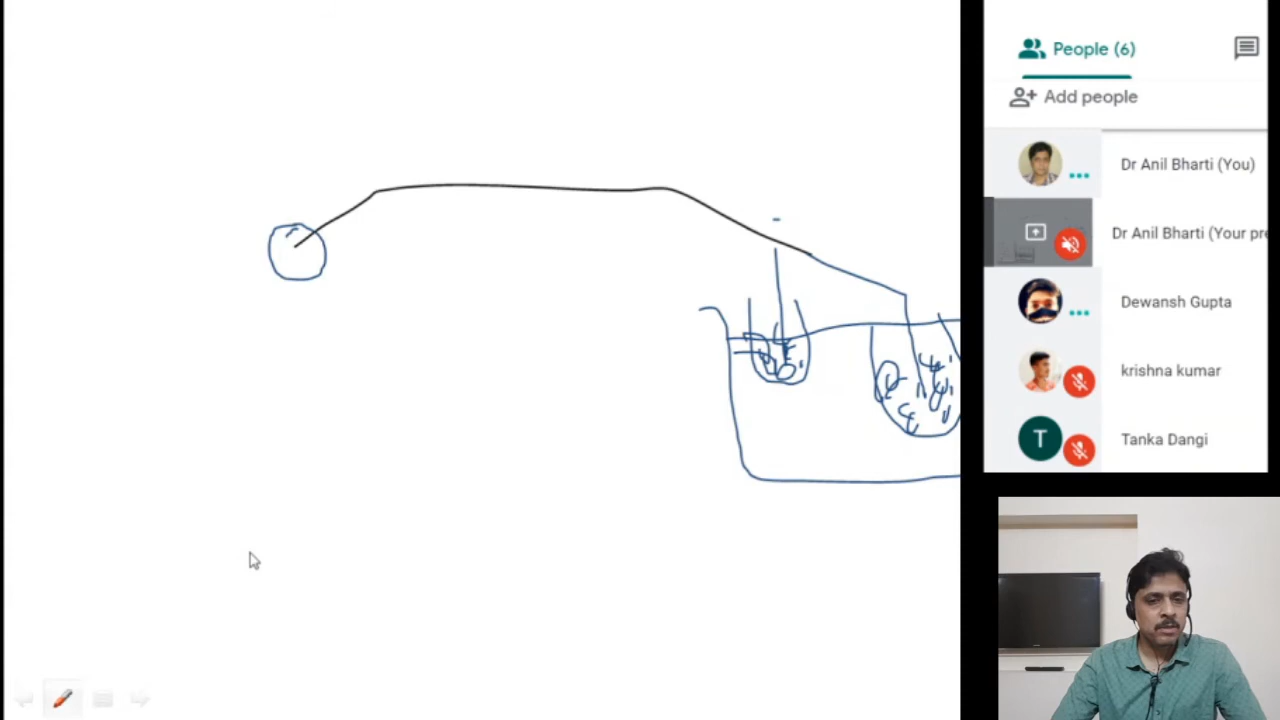 People (6)
Add people
Dr Anil Bharti (You)
Dr Anil Bharti (Your pre
Dewansh Gupta
krishna kumar
T
Tanka Dangi